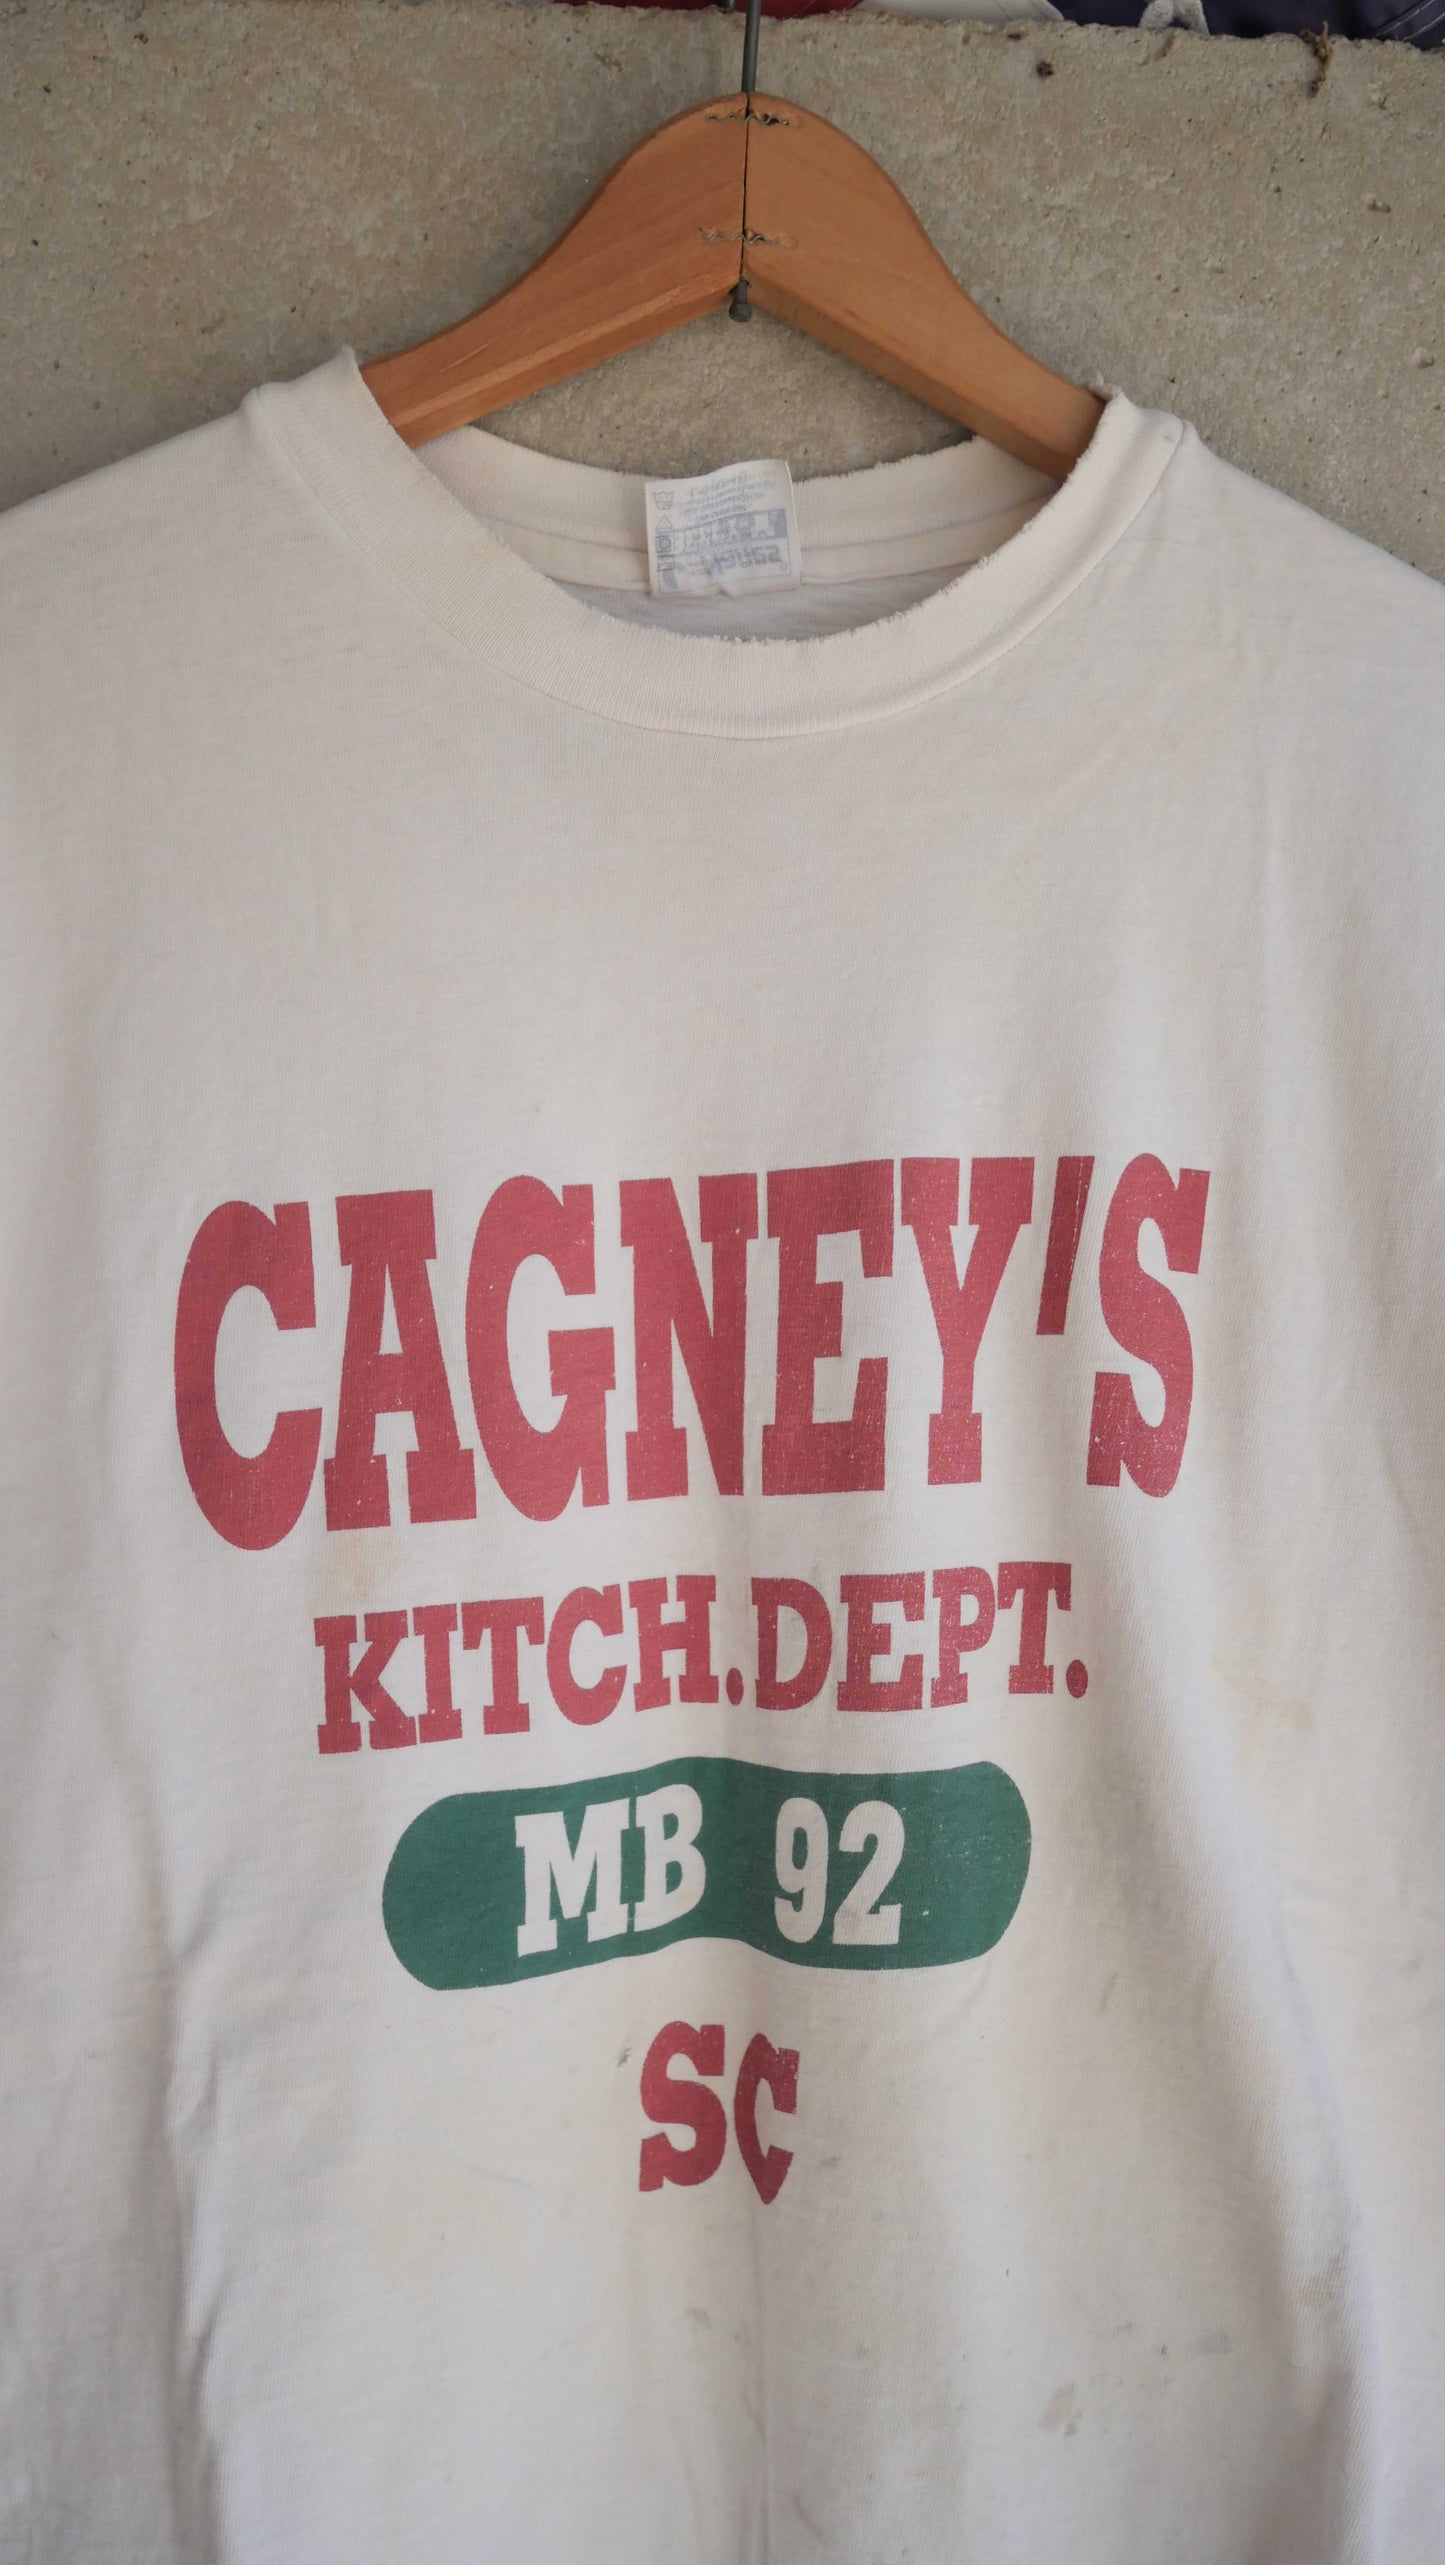 CAGNEY'S
KITCH.DEPT.
MB 92
SC